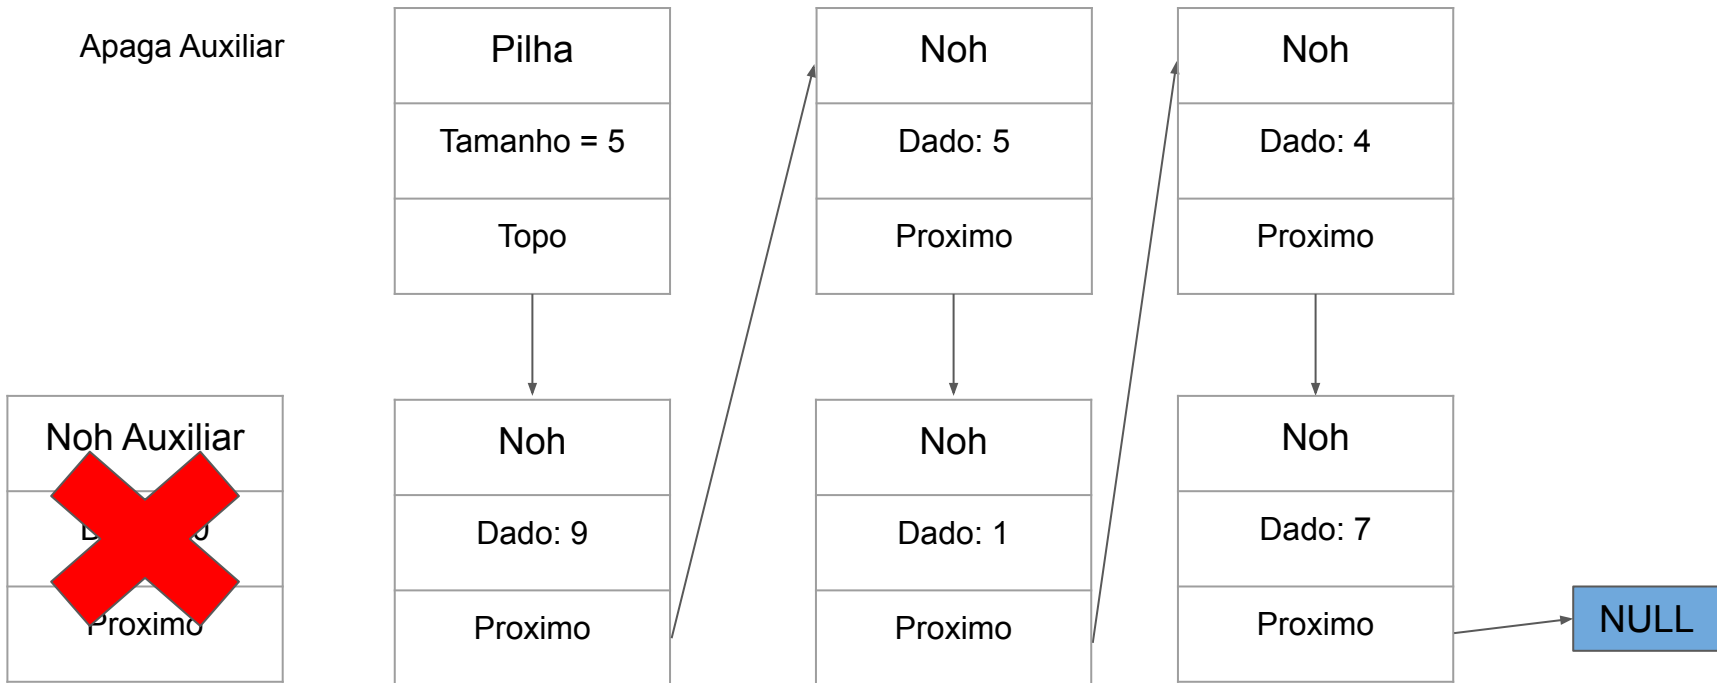 Apaga Auxiliar
Pilha
Tamanho = 5
Topo
Noh
Dado: 5
Proximo
Noh
Dado: 4
Proximo
Noh Auxiliar
Proximo
Noh
Dado: 9
Proximo
Noh
Dado: 1
Proximo
Noh
Dado: 7
Proximo
NULL